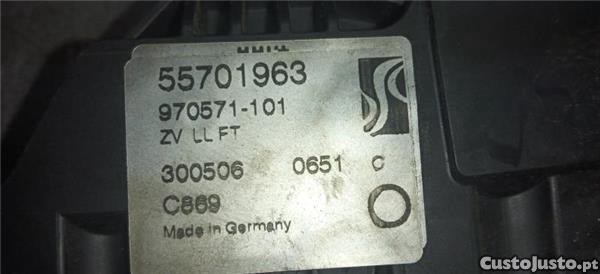 55701963
970571-101
ZV LL FT
300506 0651 C
C869
Made in Germany
CustoJusto.pt